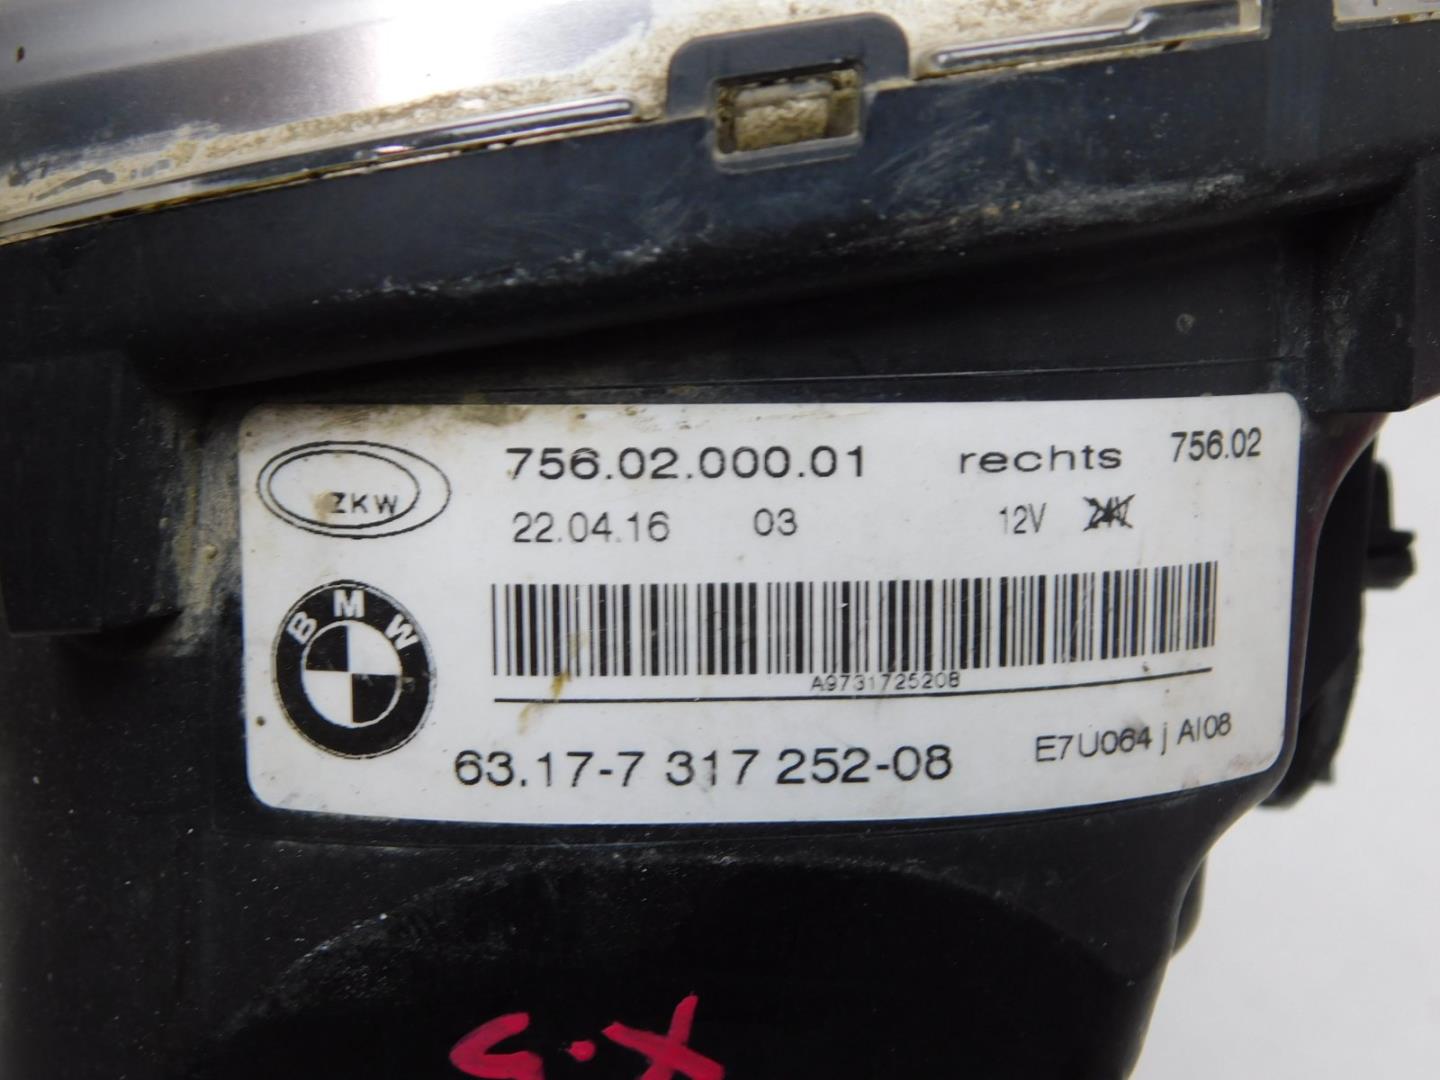 756.02.000.01 rechts 756.02
ZKW
22.04.16 03 12V 24V
BMW
A9731725208
63.17-7 317 252-08 E7U064 j AI08